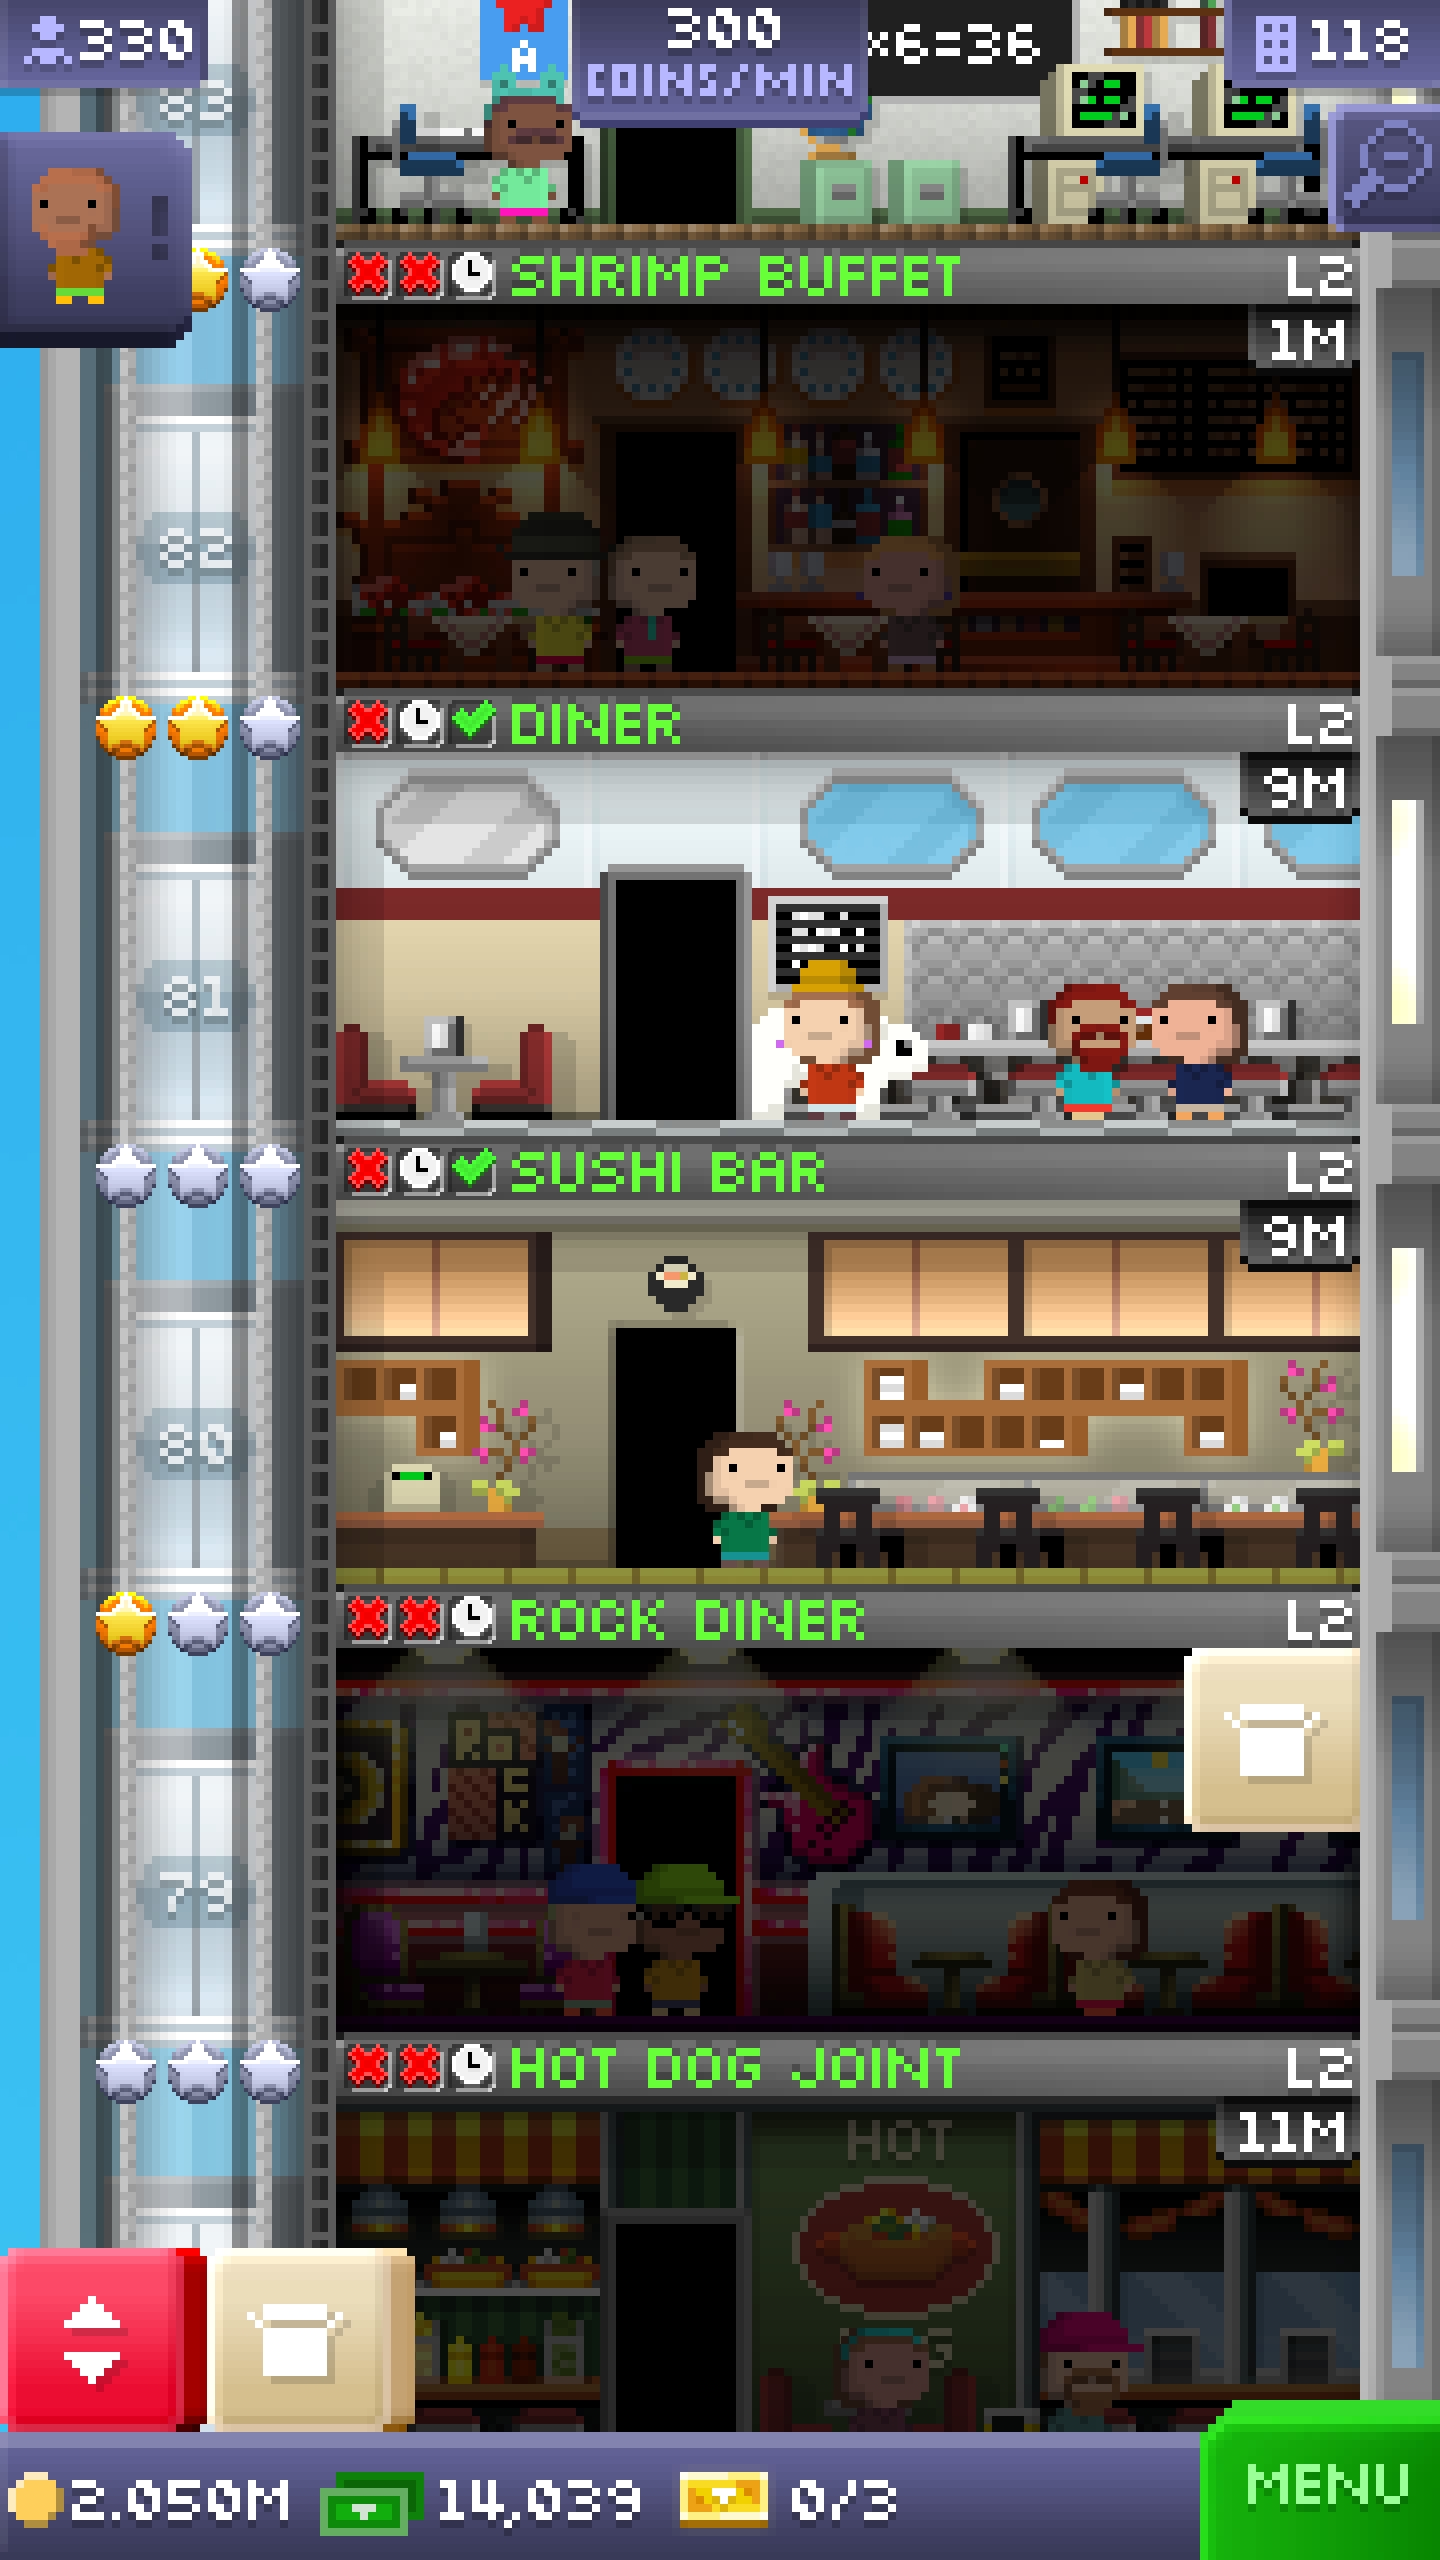 330
A
300
COINS/MIN
×6=36
118
83
SHRIMP BUFFET
L2
1M
82
DINER
L2
9M
81
SUSHI BAR
L2
9M
80
ROCK DINER
L2
ROCK
79
HOT DOG JOINT
L2
11M
HOT
2.050M
14,039
0/3
MENU